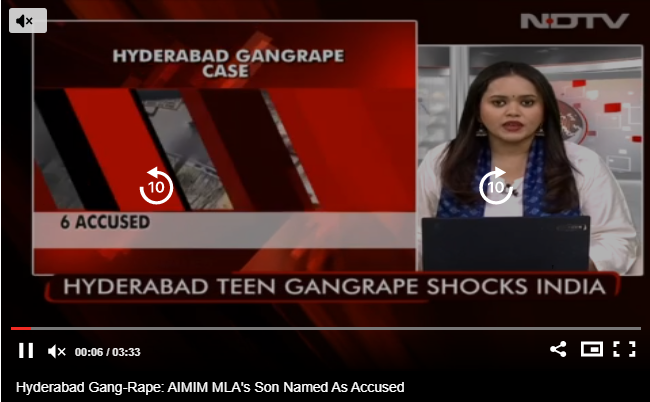 NDTV
HYDERABAD GANGRAPE
CASE
10
10
6 ACCUSED
HYDERABAD TEEN GANGRAPE SHOCKS INDIA
00:06 / 03:33
Hyderabad Gang-Rape: AIMIM MLA's Son Named As Accused